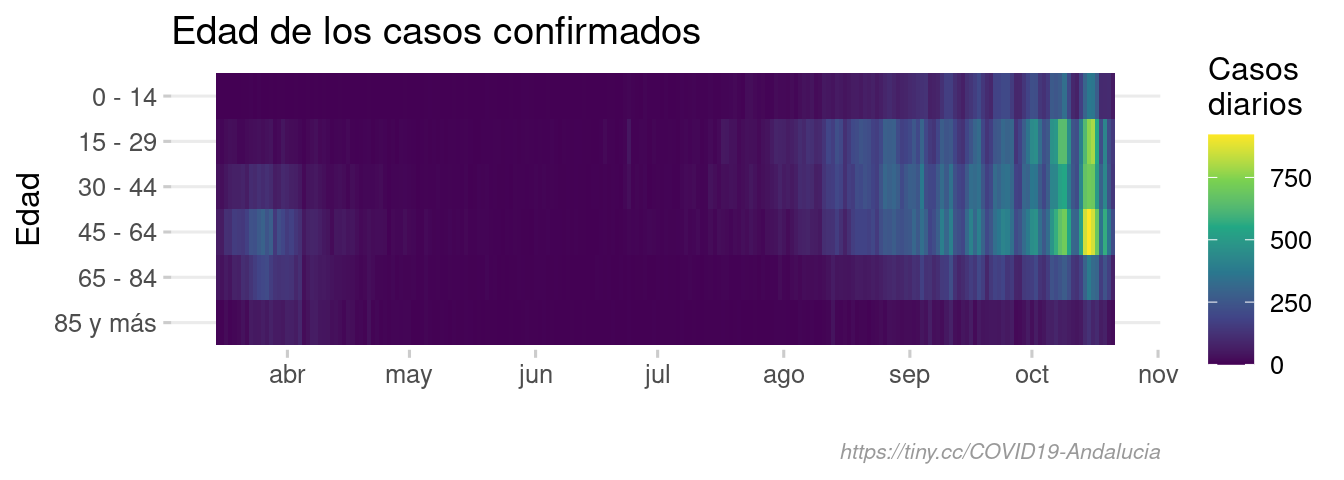 Edad de los casos confirmados
Edad
0 - 14
15 - 29
30 - 44
45 - 64
65 - 84
85 y más
abr may jun jul ago sep oct nov
Casos
diarios
750
500
250
0
https://tiny.cc/COVID19-Andalucia